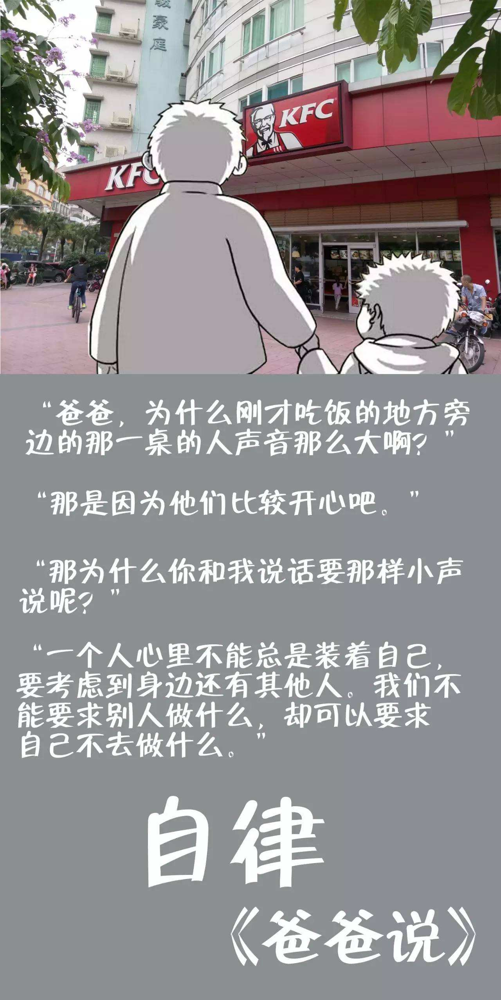 豪庭
KFC
KFC
“爸爸，为什么刚才吃饭的地方旁
边的那一桌的人声音那么大啊？”
“那是因为他们比较开心吧。”
“那为什么你和我说话要那样小声
说呢？”
“一个人心里不能总是装着自己，
要考虑到身边还有其他人。我们不
能要求别人做什么，却可以要求
自己不去做什么。”
自律
《爸爸说》